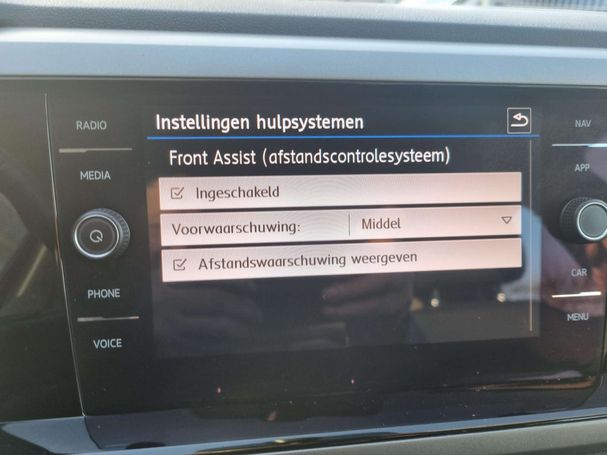 Instellingen hulpsystemen
Front Assist (afstandscontrolesysteem)
Ingeschakeld
Voorwaarschuwing: Middel
Afstandswaarschuwing weergeven
RADIO
MEDIA
PHONE
VOICE
NAV
APP
CAR
MENU